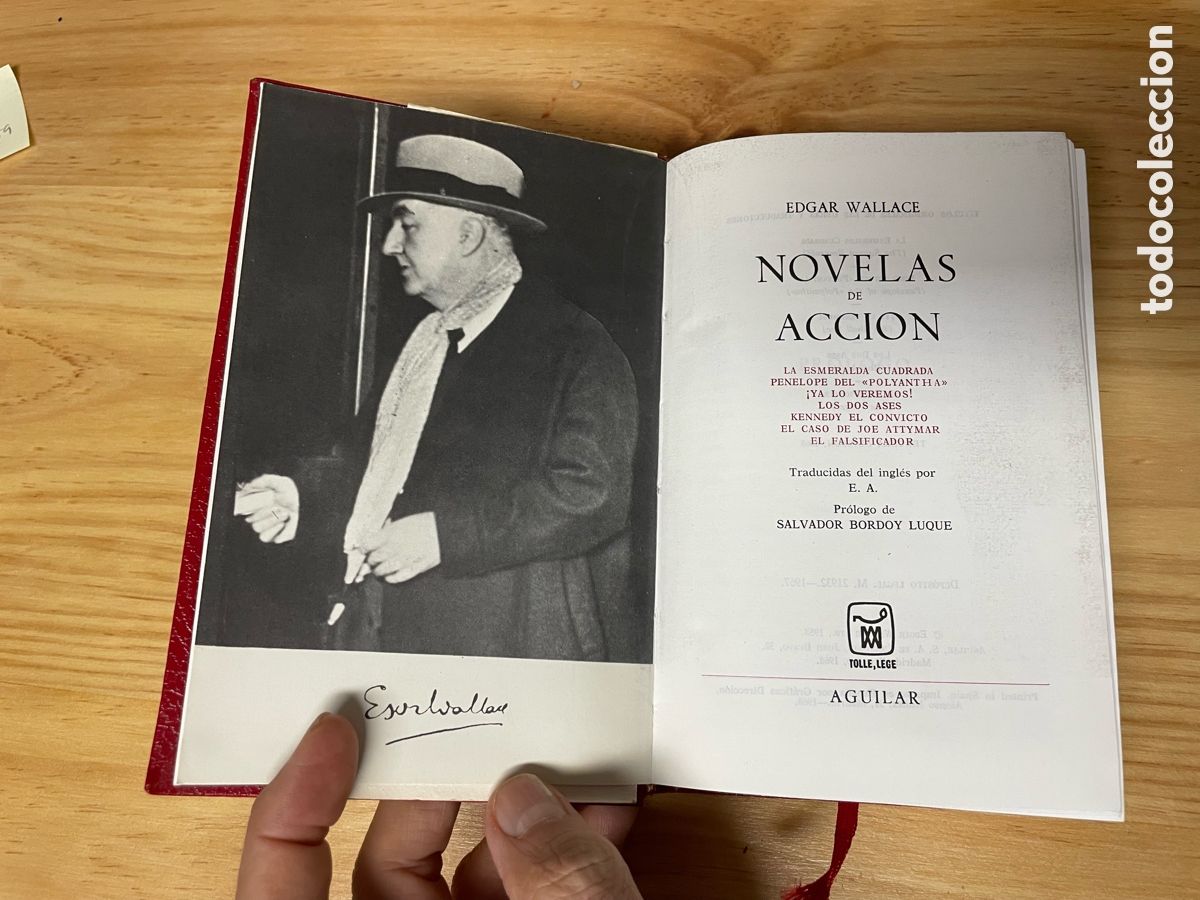 EDGAR WALLACE
NOVELAS
DE
ACCION
LA ESMERALDA CUADRADA
PENELOPE DEL «POLYANTHA»
¡YA LO VEREMOS!
LOS DOS ASES
KENNEDY EL CONVICTO
EL CASO DE JOE ATTYMAR
EL FALSIFICADOR
Traducidas del inglés por
E. A.
Prólogo de
SALVADOR BORDOY LUQUE
TOLLE, LEGE
AGUILAR
todocoleccion